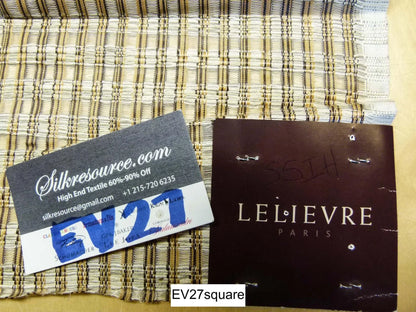 Silkresource.com
High End Textile 60%-90% Off
silkresource@gmail.com +1 215-720 6235
EV27
LELIEVRE
PARIS
EV27square